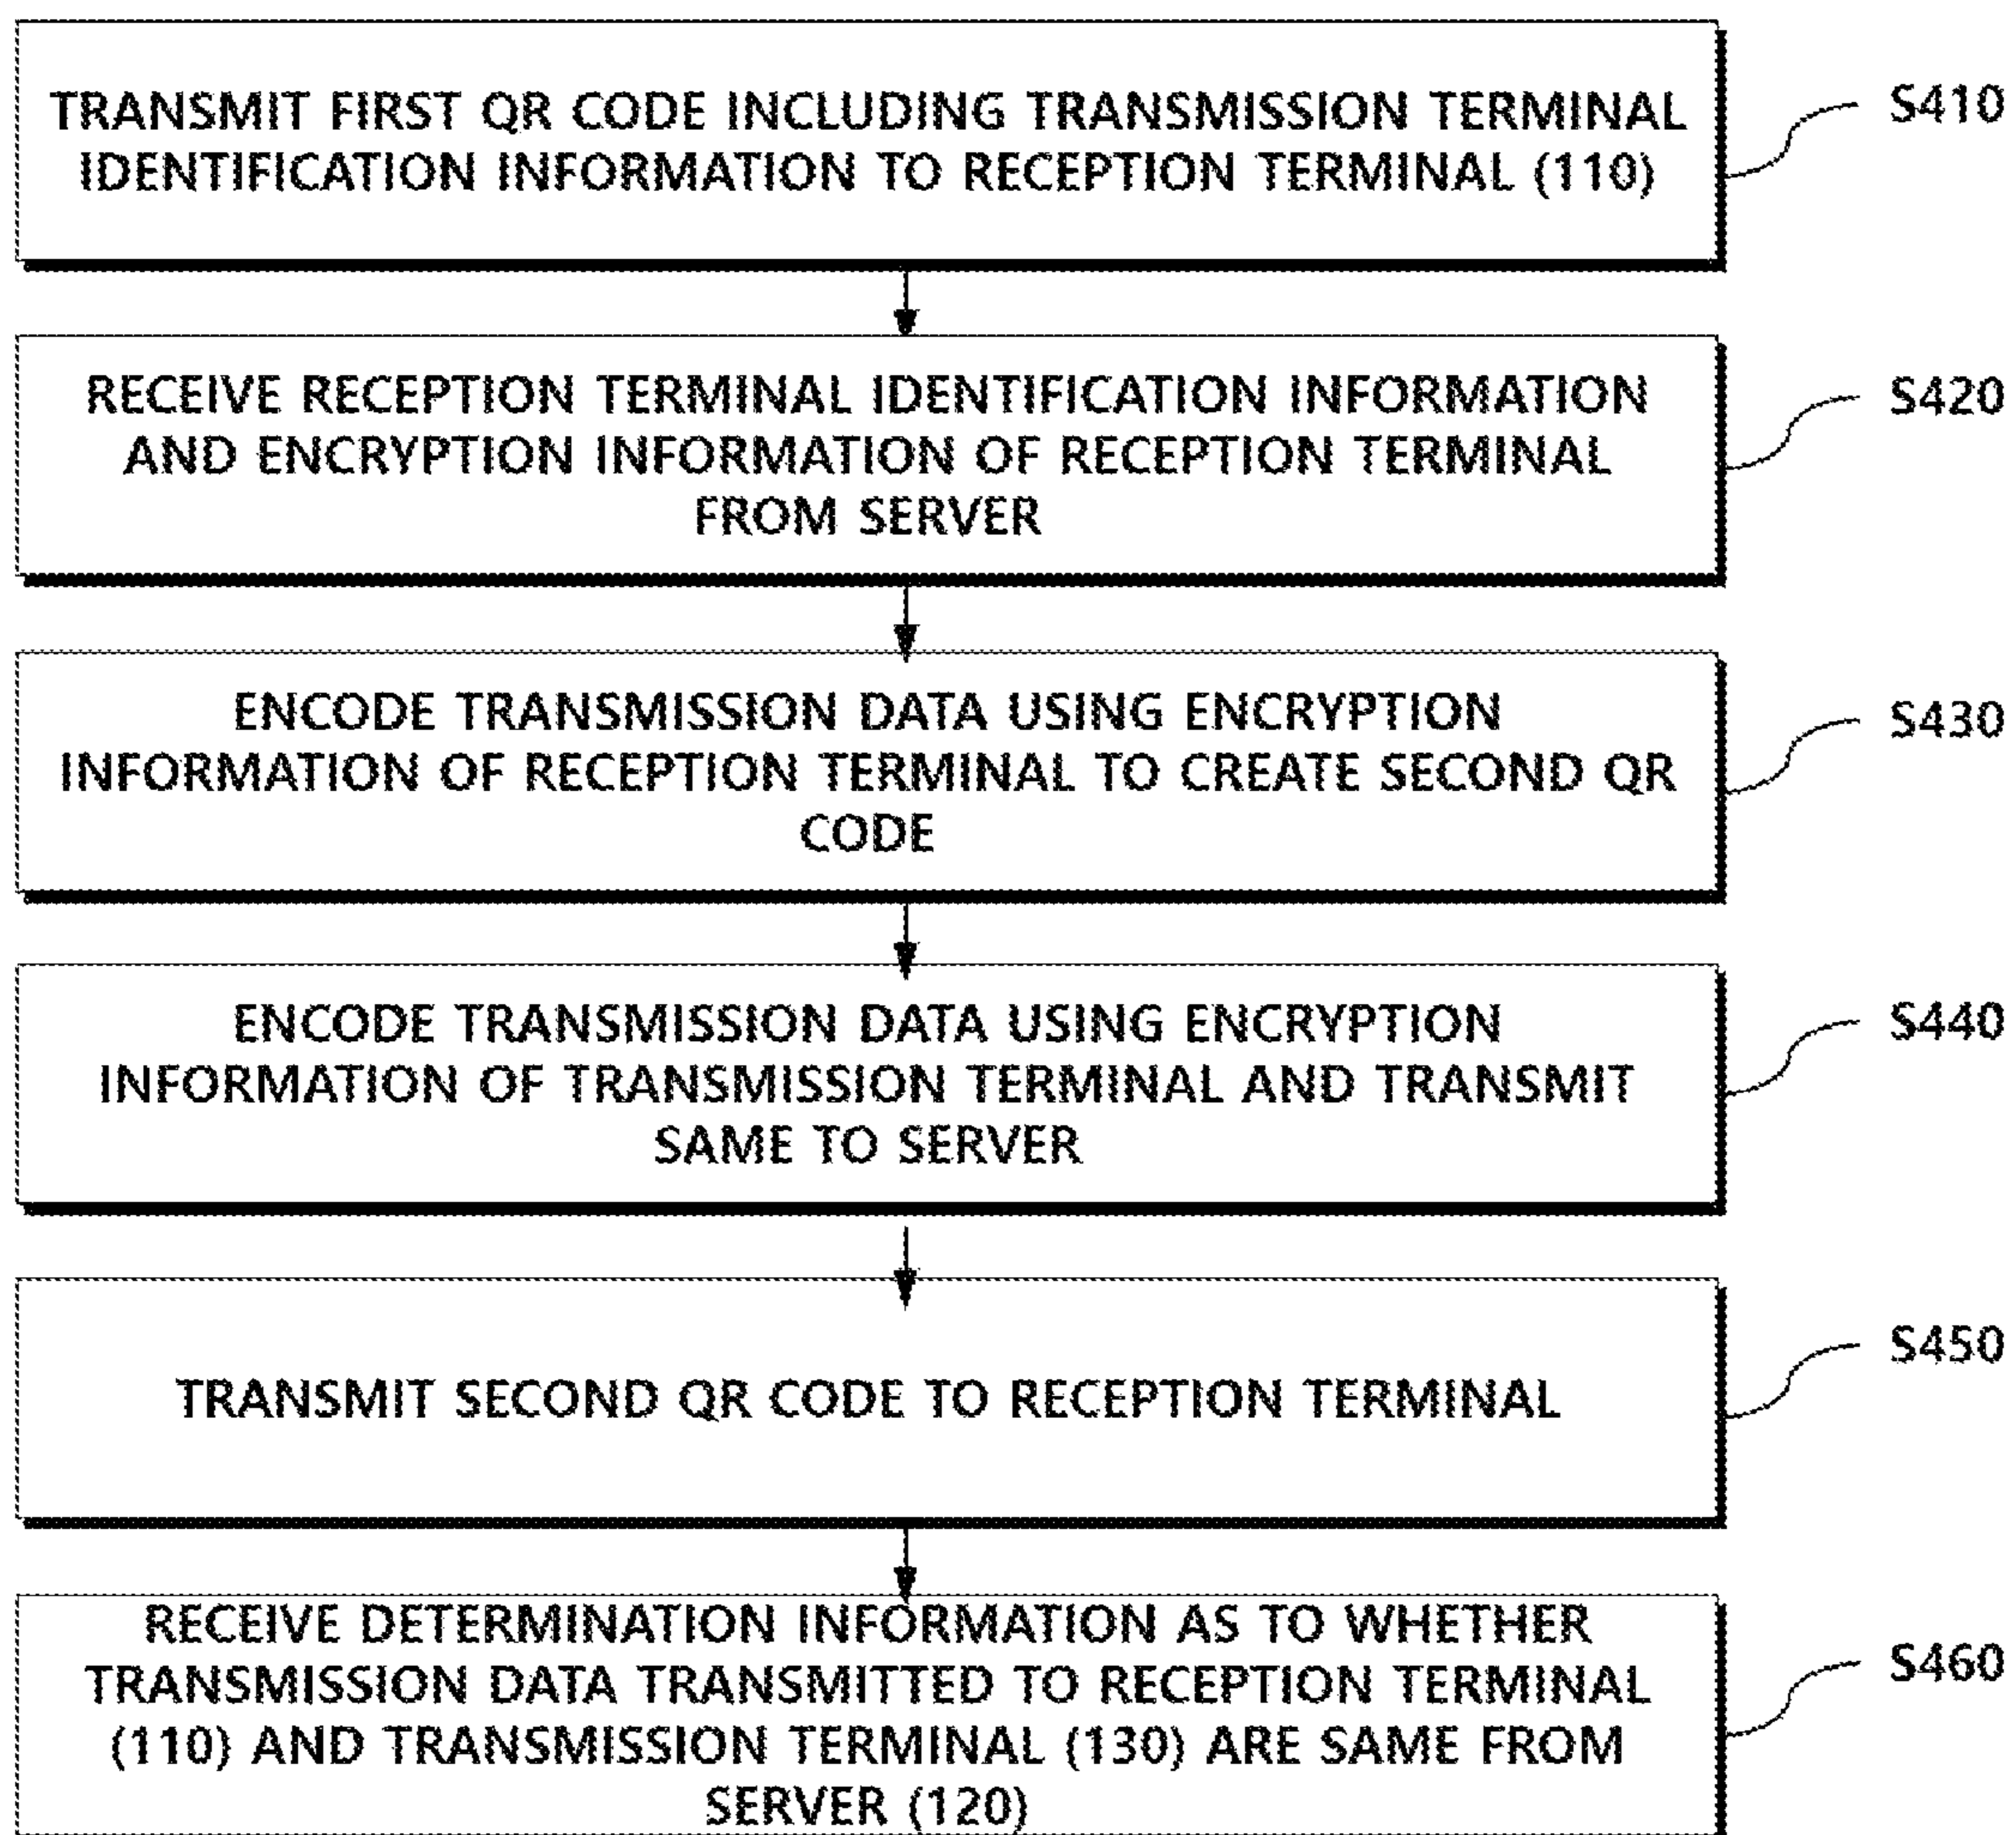 TRANSMIT FIRST QR CODE INCLUDING TRANSMISSION TERMINAL
IDENTIFICATION INFORMATION TO RECEPTION TERMINAL (110)
S410
RECEIVE RECEPTION TERMINAL IDENTIFICATION INFORMATION
AND ENCRYPTION INFORMATION OF RECEPTION TERMINAL
FROM SERVER
S420
ENCODE TRANSMISSION DATA USING ENCRYPTION
INFORMATION OF RECEPTION TERMINAL TO CREATE SECOND QR
CODE
S430
ENCODE TRANSMISSION DATA USING ENCRYPTION
INFORMATION OF TRANSMISSION TERMINAL AND TRANSMIT
SAME TO SERVER
S440
TRANSMIT SECOND QR CODE TO RECEPTION TERMINAL
S450
RECEIVE DETERMINATION INFORMATION AS TO WHETHER
TRANSMISSION DATA TRANSMITTED TO RECEPTION TERMINAL
(110) AND TRANSMISSION TERMINAL (130) ARE SAME FROM
SERVER (120)
S460